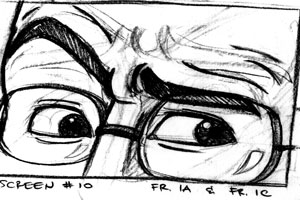 SCREEN #10 FR. 1A & FR. 1C